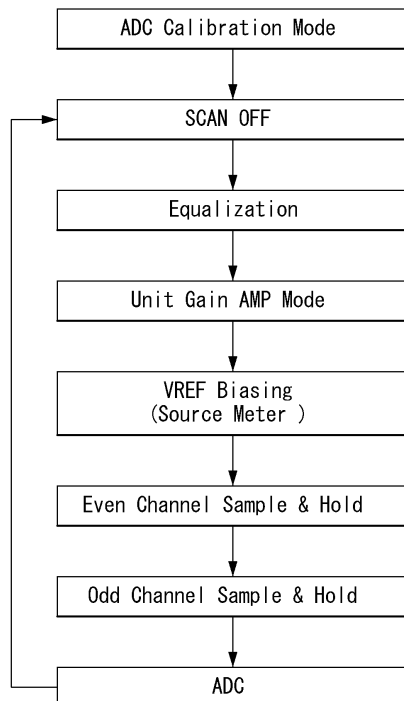 ADC Calibration Mode
SCAN OFF
Equalization
Unit Gain AMP Mode
VREF Biasing
(Source Meter )
Even Channel Sample & Hold
Odd Channel Sample & Hold
ADC